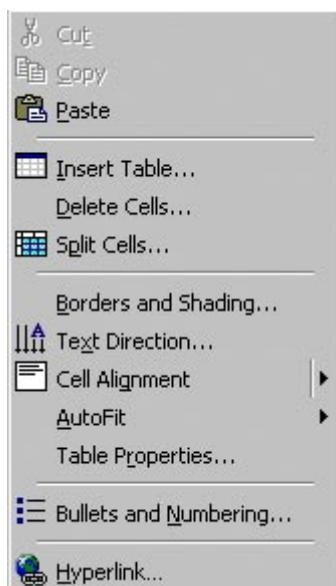 Cut
Copy
Paste
Insert Table...
Delete Cells...
Split Cells...
Borders and Shading...
Text Direction...
Cell Alignment
AutoFit
Table Properties...
Bullets and Numbering...
Hyperlink...